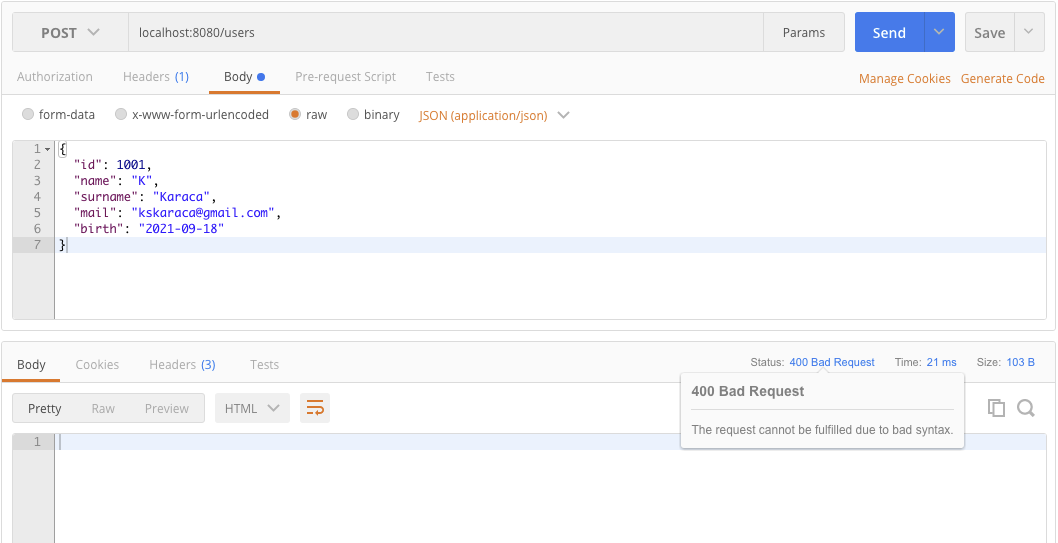 POST localhost:8080/users Params Send Save
Authorization Headers (1) Body Pre-request Script Tests Manage Cookies Generate Code
form-data x-www-form-urlencoded raw binary JSON (application/json)
1 {
2 "id": 1001,
3 "name": "K",
4 "surname": "Karaca",
5 "mail": "kskaraca@gmail.com",
6 "birth": "2021-09-18"
7 }
Body Cookies Headers (3) Tests Status: 400 Bad Request Time: 21 ms Size: 103 B
400 Bad Request
Pretty Raw Preview HTML
The request cannot be fulfilled due to bad syntax.
1